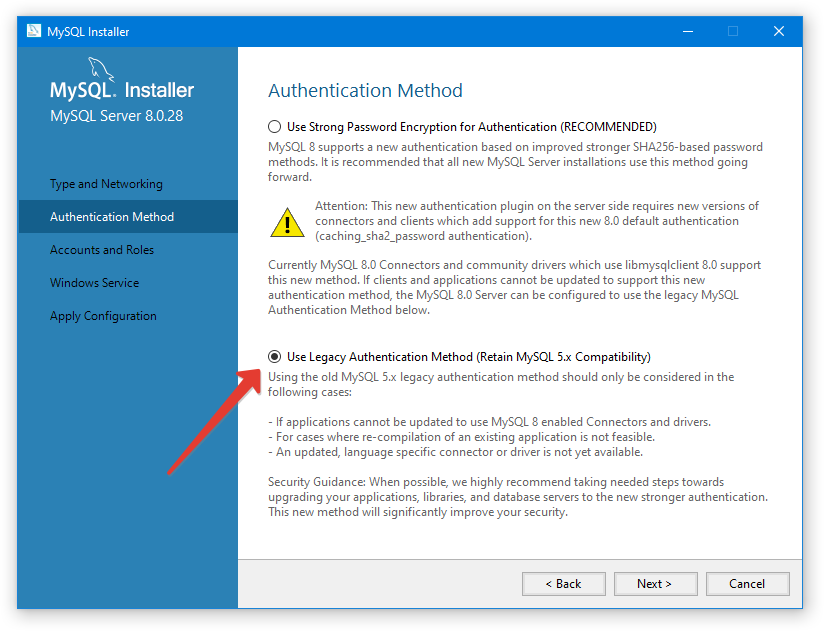 MySQL Installer
MySQL. Installer
MySQL Server 8.0.28
Type and Networking
Authentication Method
Accounts and Roles
Windows Service
Apply Configuration
Authentication Method
Use Strong Password Encryption for Authentication (RECOMMENDED)
MySQL 8 supports a new authentication based on improved stronger SHA256-based password
methods. It is recommended that all new MySQL Server installations use this method going
forward.
Attention: This new authentication plugin on the server side requires new versions of
connectors and clients which add support for this new 8.0 default authentication
(caching_sha2_password authentication).
Currently MySQL 8.0 Connectors and community drivers which use libmysqlclient 8.0 support
this new method. If clients and applications cannot be updated to support this new
authentication method, the MySQL 8.0 Server can be configured to use the legacy MySQL
Authentication Method below.
Use Legacy Authentication Method (Retain MySQL 5.x Compatibility)
Using the old MySQL 5.x legacy authentication method should only be considered in the
following cases:
- If applications cannot be updated to use MySQL 8 enabled Connectors and drivers.
- For cases where re-compilation of an existing application is not feasible.
- An updated, language specific connector or driver is not yet available.
Security Guidance: When possible, we highly recommend taking needed steps towards
upgrading your applications, libraries, and database servers to the new stronger authentication.
This new method will significantly improve your security.
< Back
Next >
Cancel